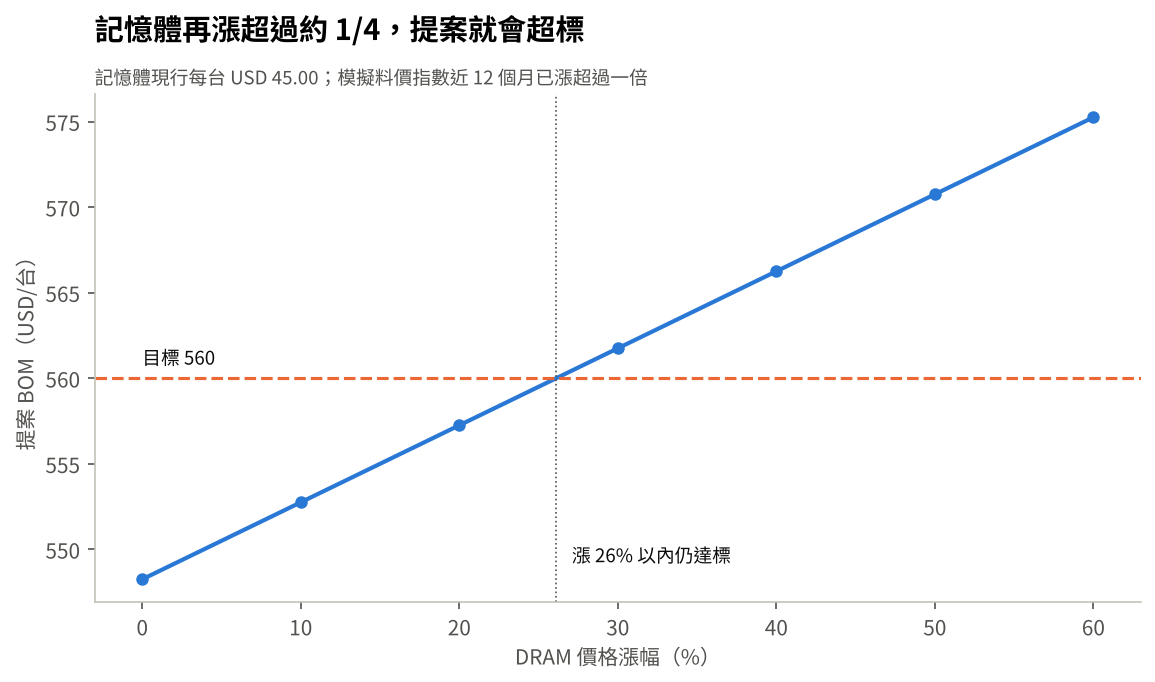 記憶體再漲超過約 1/4，提案就會超標
記憶體現行每台 USD 45.00；模擬料價指數近 12 個月已漲超過一倍
提案 BOM（USD/台）
575
570
565
560
555
550
目標 560
漲 26% 以內仍達標
0 10 20 30 40 50 60
DRAM 價格漲幅（%）